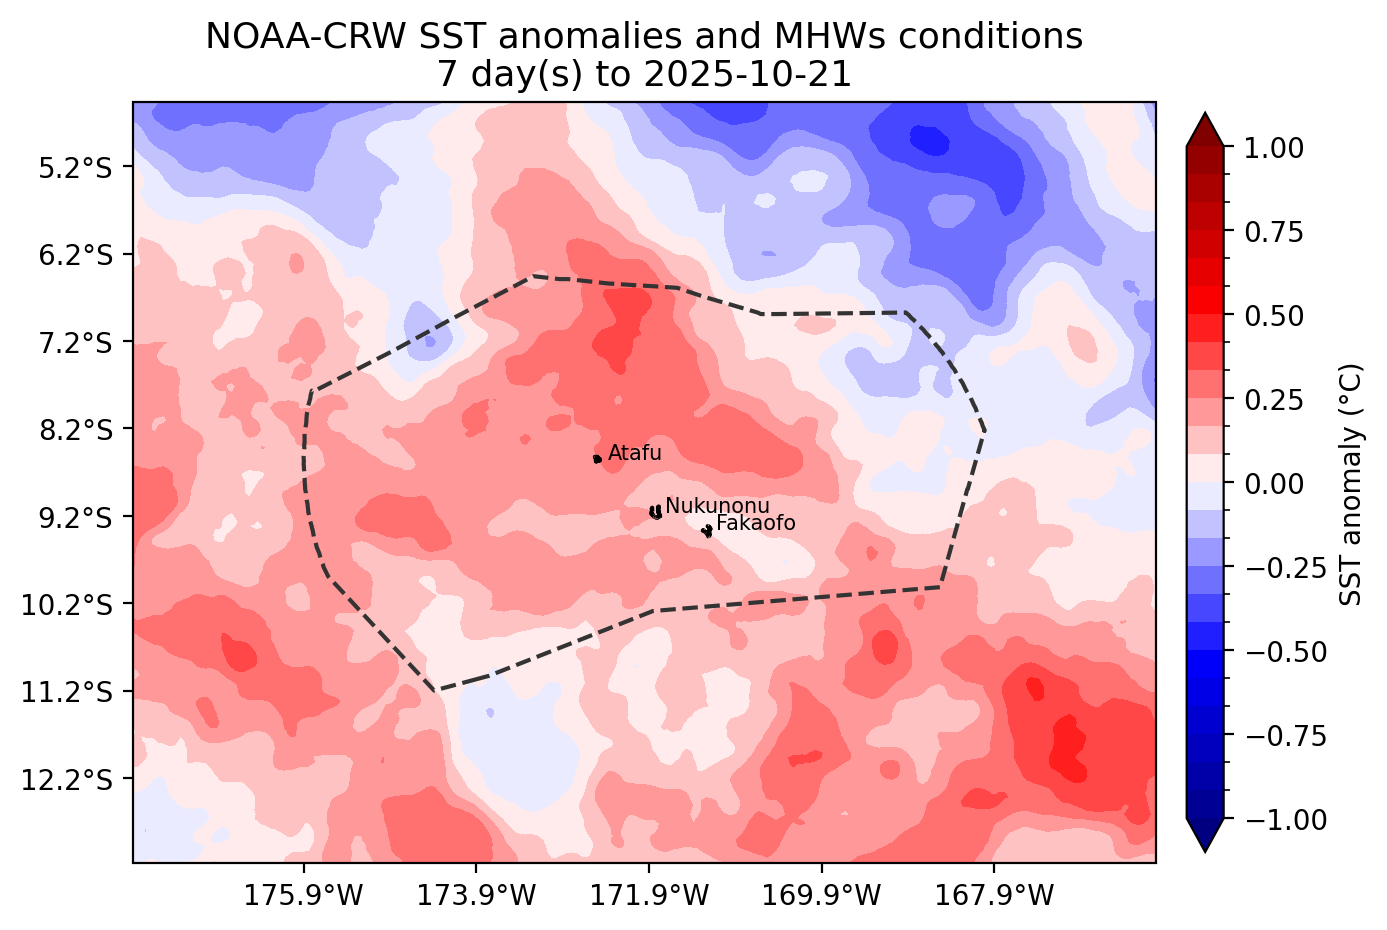 NOAA-CRW SST anomalies and MHWs conditions
7 day(s) to 2025-10-21
5.2°S
6.2°S
7.2°S
8.2°S
9.2°S
10.2°S
11.2°S
12.2°S
Atafu
Nukunonu
Fakaofo
175.9°W
173.9°W
171.9°W
169.9°W
167.9°W
1.00
0.75
0.50
0.25
0.00
−0.25
−0.50
−0.75
−1.00
SST anomaly (°C)